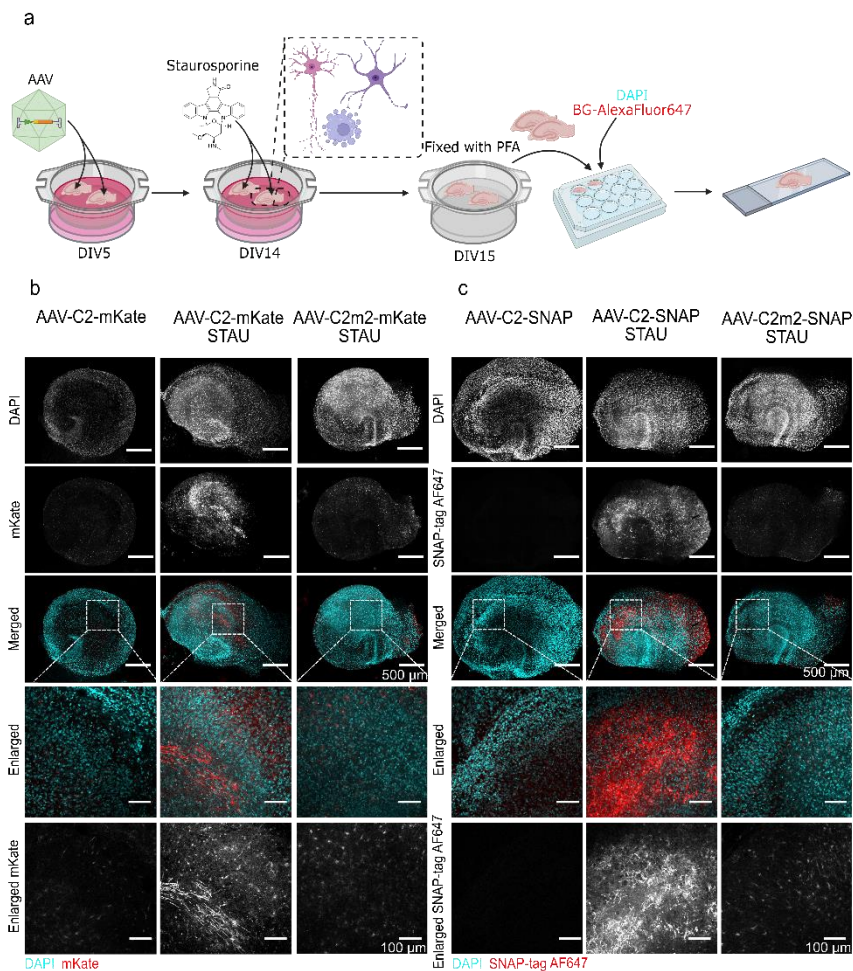 a
AAV
Staurosporine
DAPI
BG-AlexaFluor647
Fixed with PFA
DIV5
DIV14
DIV15
b
AAV-C2-mKate
AAV-C2-mKate
STAU
AAV-C2m2-mKate
STAU
DAPI
mKate
Merged
500 µm
Enlarged
Enlarged mKate
100 µm
DAPI mKate
c
AAV-C2-SNAP
AAV-C2-SNAP
STAU
AAV-C2m2-SNAP
STAU
DAPI
SNAP-tag AF647
Merged
500 µm
Enlarged
Enlarged SNAP-tag AF647
100 µm
DAPI SNAP-tag AF647